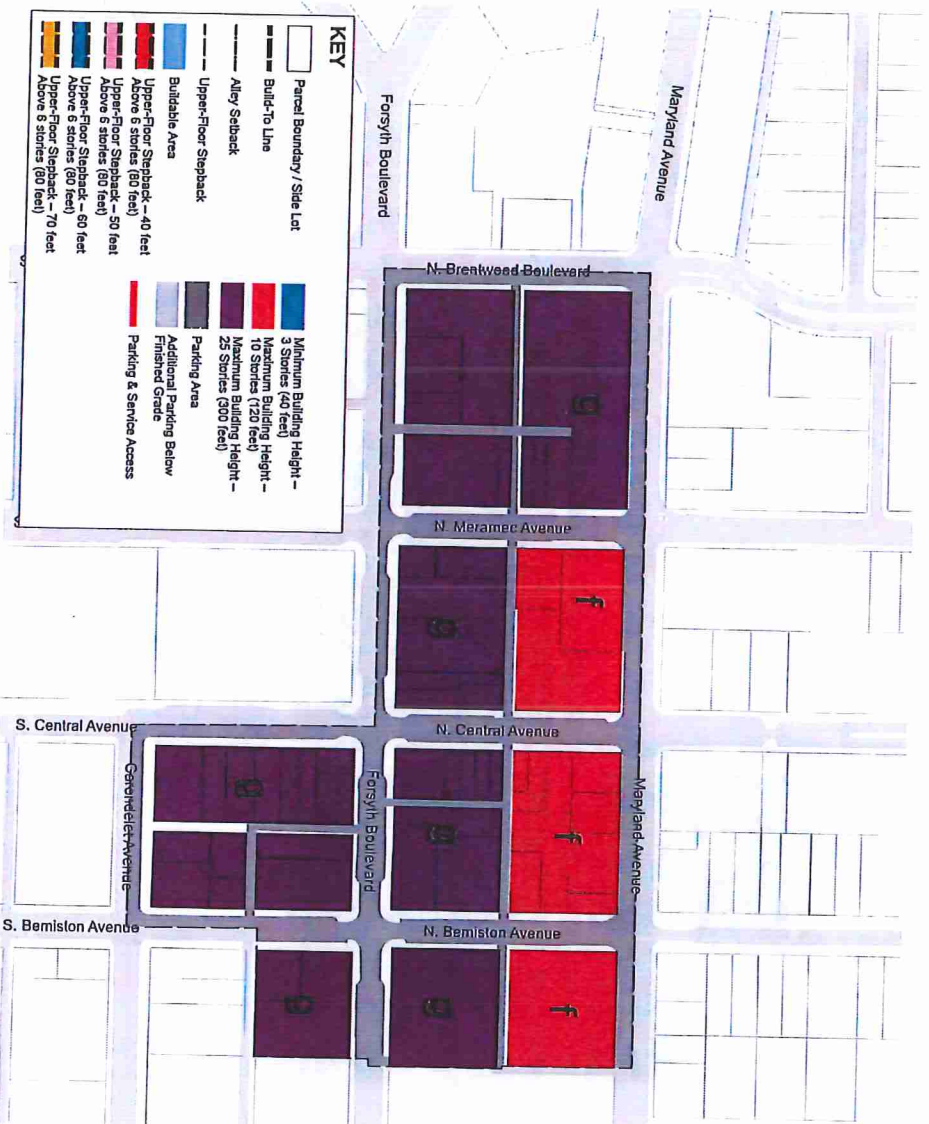 KEY
Parcel Boundary / Side Lot
Build-To Line
Alley Setback
Upper-Floor Stepback
Buildable Area
Upper-Floor Stepback – 40 feet
Above 6 stories (80 feet)
Upper-Floor Stepback – 50 feet
Above 6 stories (80 feet)
Upper-Floor Stepback – 60 feet
Above 6 stories (80 feet)
Upper-Floor Stepback – 70 feet
Above 6 stories (80 feet)
Minimum Building Height –
3 Stories (40 feet)
Maximum Building Height –
10 Stories (120 feet)
Maximum Building Height –
25 Stories (300 feet)
Parking Area
Additional Parking Below
Finished Grade
Parking & Service Access
Maryland Avenue
Forsyth Boulevard
N. Brentwood Boulevard
g
N. Meramec Avenue
f
g
S. Central Avenue
N. Central Avenue
Maryland Avenue
Forsyth Boulevard
Carondelet Avenue
f
g
g
S. Bemiston Avenue
N. Bemiston Avenue
f
g
g